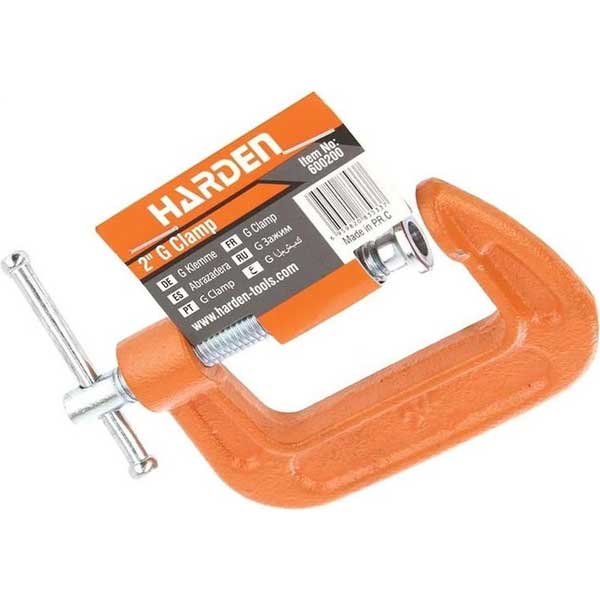 HARDEN
2" G Clamp
Item No:
600200
Made in P.R.C
DE G Klemme
FR G Clamp
ES Abrazadera
RU G Зажим
PT G Clamp
www.harden-tools.com